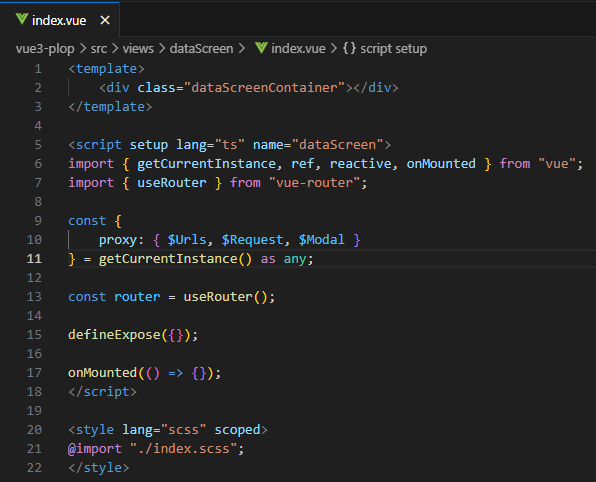 index.vue ×
vue3-plop > src > views > dataScreen > index.vue > {} script setup
1 <template>
2     <div class="dataScreenContainer"></div>
3 </template>
4
5 <script setup lang="ts" name="dataScreen">
6 import { getCurrentInstance, ref, reactive, onMounted } from "vue";
7 import { useRouter } from "vue-router";
8
9 const {
10     proxy: { $Urls, $Request, $Modal }
11 } = getCurrentInstance() as any;
12
13 const router = useRouter();
14
15 defineExpose({});
16
17 onMounted(() => {});
18 </script>
19
20 <style lang="scss" scoped>
21 @import "./index.scss";
22 </style>